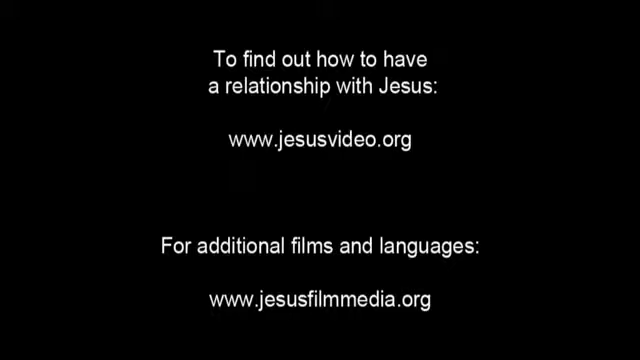 To find out how to have
a relationship with Jesus:
www.jesusvideo.org
For additional films and languages:
www.jesusfilmmedia.org